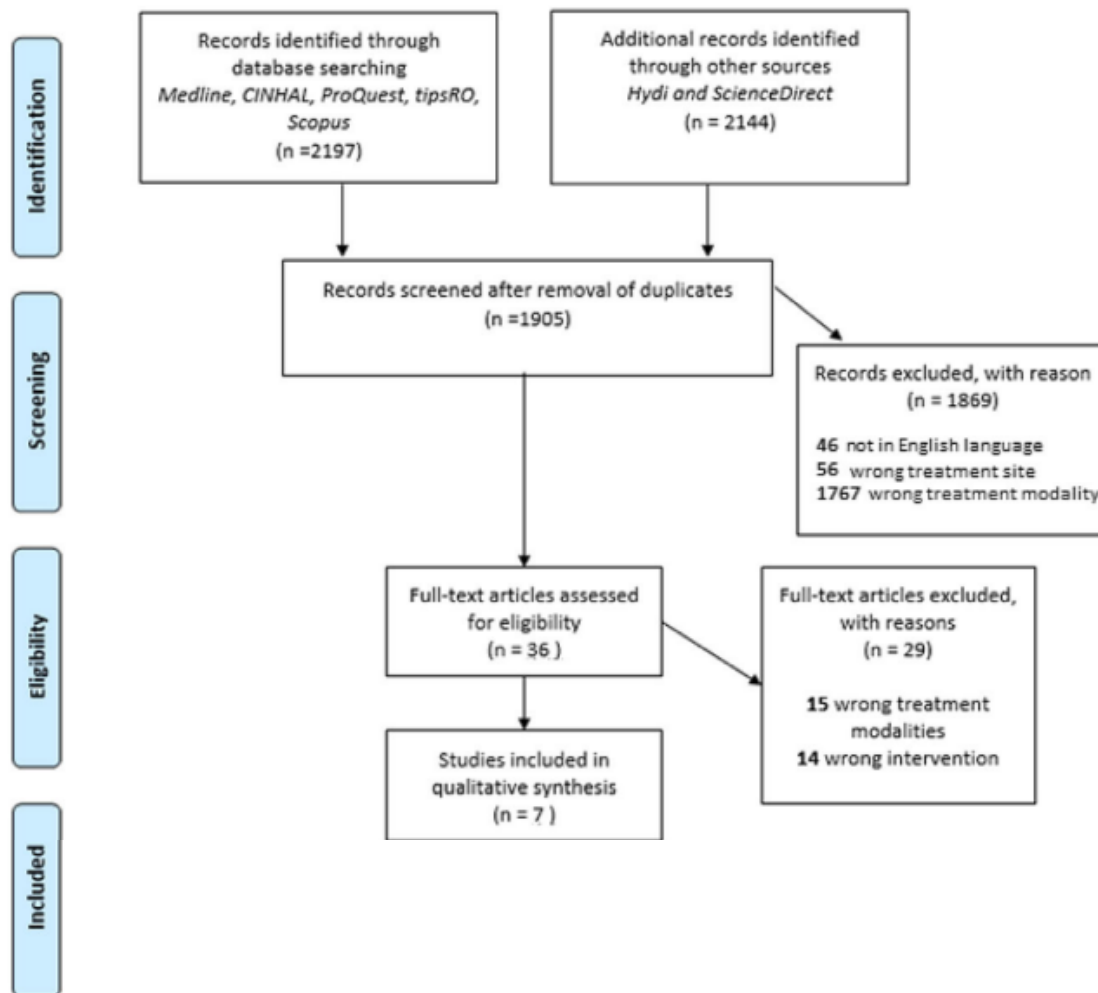 Identification
Records identified through
database searching
Medline, CINHAL, ProQuest, tipsRO,
Scopus
(n =2197)
Additional records identified
through other sources
Hydi and ScienceDirect
(n = 2144)
Screening
Records screened after removal of duplicates
(n =1905)
Records excluded, with reason
(n = 1869)
46 not in English language
56 wrong treatment site
1767 wrong treatment modality
Eligibility
Full-text articles assessed
for eligibility
(n = 36 )
Full-text articles excluded,
with reasons
(n = 29)
15 wrong treatment
modalities
14 wrong intervention
Studies included in
qualitative synthesis
(n = 7 )
Included